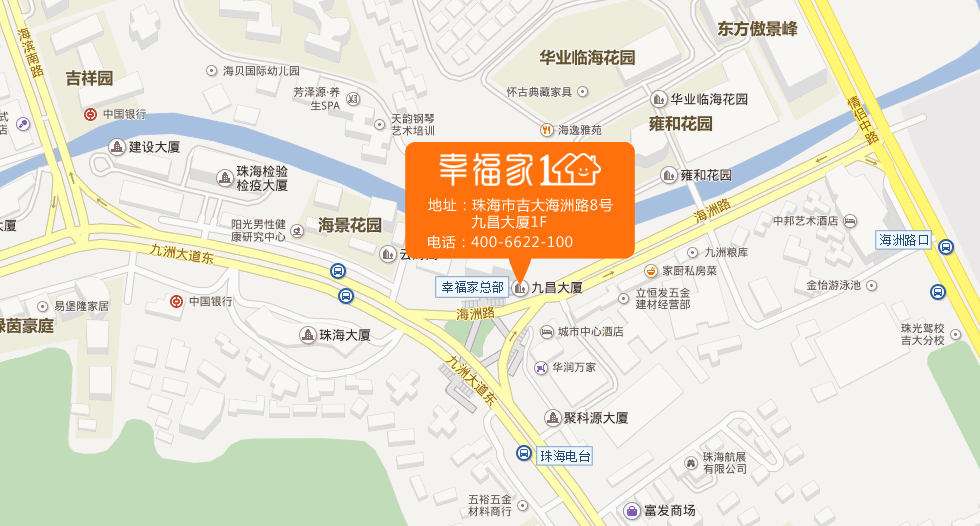 东方傲景峰
海滨南路
华业临海花园
吉祥园
海贝国际幼儿园
芳泽源·养
生SPA
怀古典藏家具
华业临海花园
情侣中路
中国银行
式
店
天韵钢琴
艺术培训
海逸雅苑
雍和花园
建设大厦
珠海检验
检疫大厦
幸福家100
地址：珠海市吉大海洲路8号
九昌大厦1F
电话：400-6622-100
雍和花园
海洲路
阳光男性健
康研究中心
海景花园
大厦
中邦艺术酒店
海洲路口
九洲大道东
九洲粮库
家厨私房菜
幸福家总部
九昌大厦
金怡游泳池
易堡隆家居
中国银行
立恒发五金
建材经营部
海洲路
绿茵豪庭
珠海大厦
城市中心酒店
珠光驾校
吉大分校
华润万家
九洲大道东
聚科源大厦
珠海电台
珠海航展
有限公司
五裕五金
材料商行
富发商场